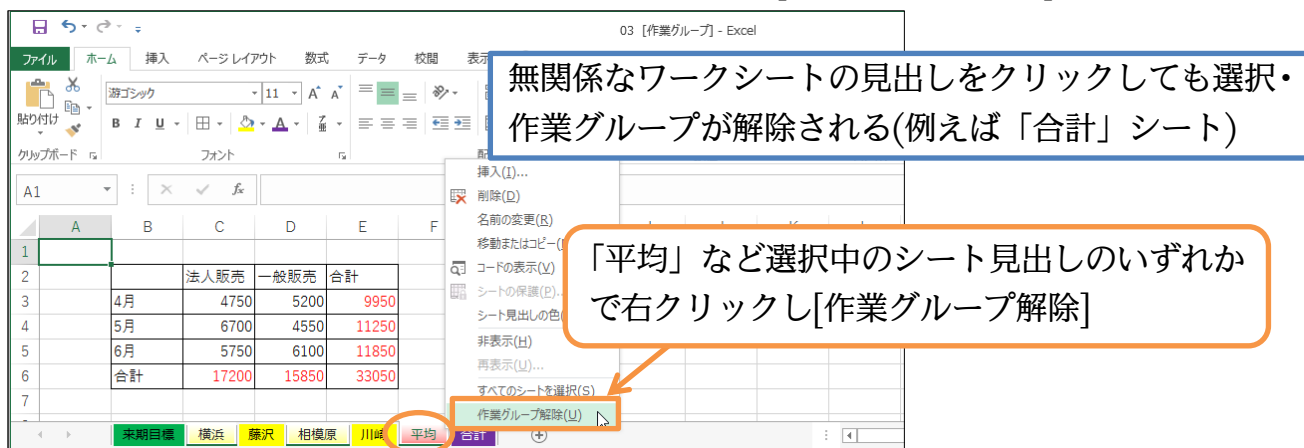 03 [作業グループ] - Excel
ファイル ホーム 挿入 ページ レイアウト 数式 データ 校閲
無関係なワークシートの見出しをクリックしても選択・
作業グループが解除される(例えば「合計」シート)
游ゴシック 11
貼り付け
B I U
クリップボード フォント
A1 fx
挿入(I)...
削除(D)
名前の変更(R)
移動またはコピー
コードの表示(V)
シートの保護(P)...
シート見出しの色
非表示(H)
再表示(U)...
すべてのシートを選択(S)
作業グループ解除(U)
「平均」など選択中のシート見出しのいずれか
で右クリックし[作業グループ解除]
A B C D E F
1
2 法人販売 一般販売 合計
3 4月 4750 5200 9950
4 5月 6700 4550 11250
5 6月 5750 6100 11850
6 合計 17200 15850 33050
7
来期目標 横浜 藤沢 相模原 川崎 平均 合計